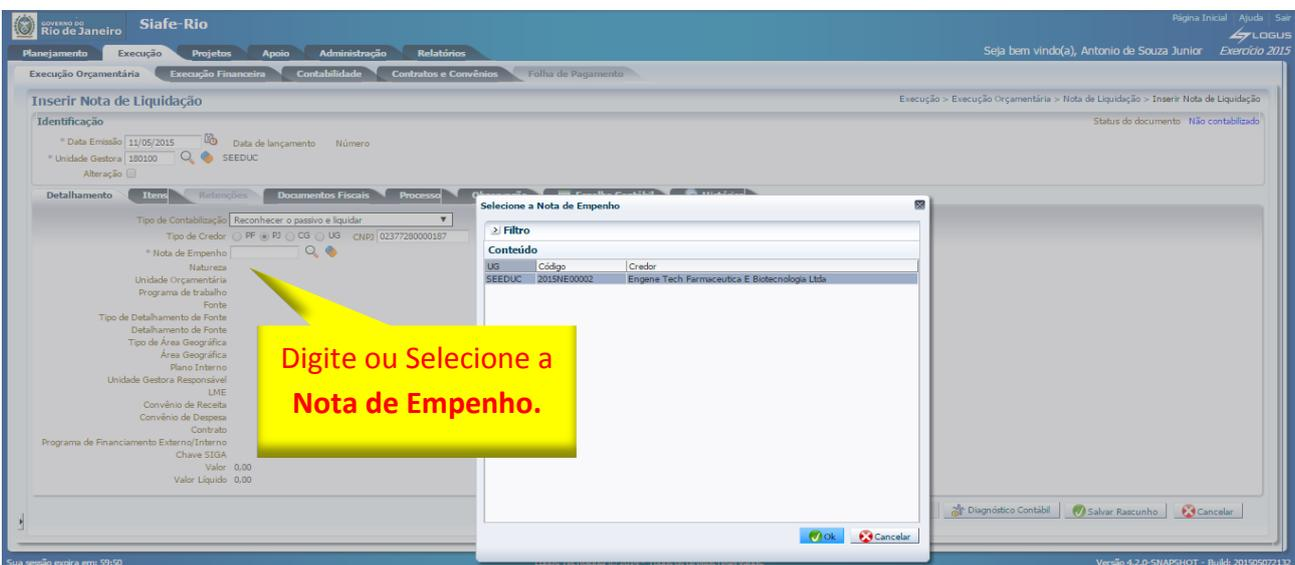 GOVERNO DO
Rio de Janeiro
Siafe-Rio
Página Inicial Ajuda Sair
LOGUS
Planejamento Execução Projetos Apoio Administração Relatórios
Seja bem vindo(a), Antonio de Souza Junior Exercício 2015
Execução Orçamentária Execução Financeira Contabilidade Contratos e Convênios Folha de Pagamento
Inserir Nota de Liquidação
Execução > Execução Orçamentária > Nota de Liquidação > Inserir Nota de Liquidação
Identificação
Status do documento Não contabilizado
* Data Emissão 11/05/2015 Data de lançamento Número
* Unidade Gestora 180100 SEEDUC
Alteração
Detalhamento Itens Retenções Documentos Fiscais Processo Observação Espelho Contábil Histórico
Tipo de Contabilização Reconhecer o passivo e liquidar
Tipo de Credor PF PJ CG UG CNPJ 02377280000187
* Nota de Empenho
Natureza
Unidade Orçamentária
Programa de trabalho
Fonte
Tipo de Detalhamento de Fonte
Detalhamento de Fonte
Tipo de Área Geográfica
Área Geográfica
Plano Interno
Unidade Gestora Responsável
LME
Convênio de Receita
Convênio de Despesa
Contrato
Programa de Financiamento Externo/Interno
Chave SIGA
Valor 0,00
Valor Líquido 0,00
Digite ou Selecione a
Nota de Empenho.
Selecione a Nota de Empenho
Filtro
Conteúdo
UG Código Credor
SEEDUC 2015NE00002 Engene Tech Farmaceutica E Biotecnologia Ltda
Ok Cancelar
Diagnóstico Contábil Salvar Rascunho Cancelar
Sua sessão expira em: 59:50
Versão 4.2.0-SNAPSHOT - Build: 201505072132